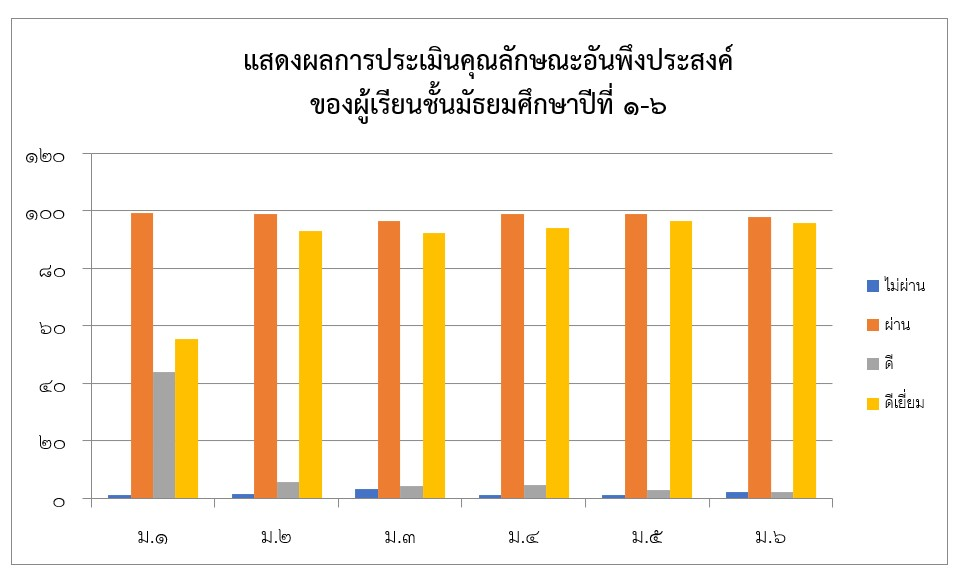 แสดงผลการประเมินคุณลักษณะอันพึงประสงค์
ของผู้เรียนชั้นมัธยมศึกษาปีที่ ๑-๖
๑๒๐
๑๐๐
๘๐
๖๐
๔๐
๒๐
๐
ม.๑
ม.๒
ม.๓
ม.๔
ม.๕
ม.๖
ไม่ผ่าน
ผ่าน
ดี
ดีเยี่ยม